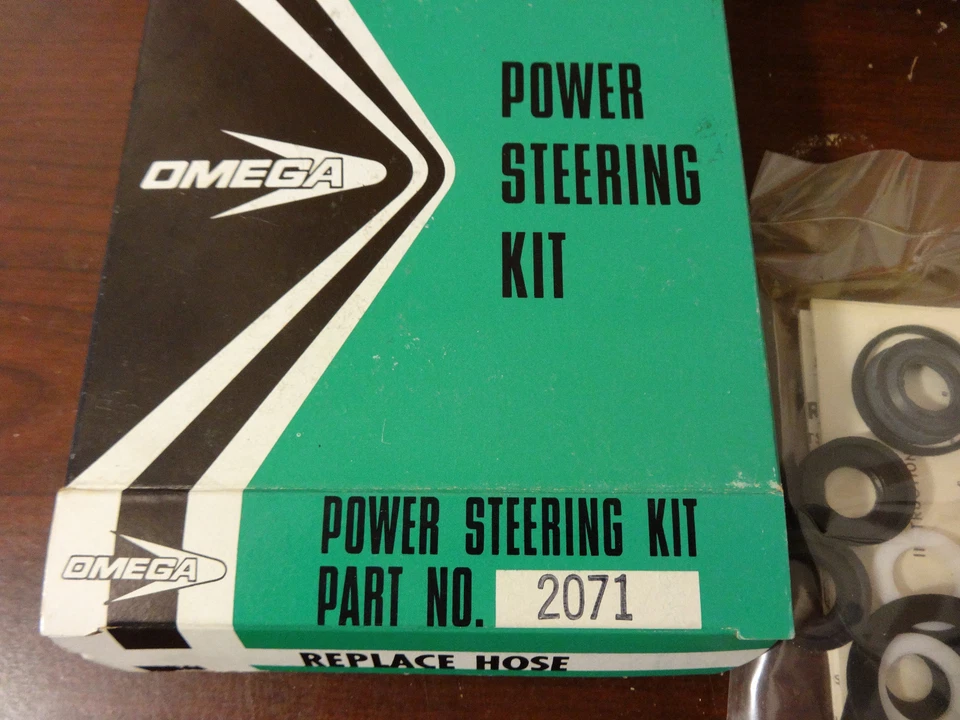 OMEGA
POWER
STEERING
KIT
OMEGA
POWER STEERING KIT
PART NO. 2071
REPLACE HOSE